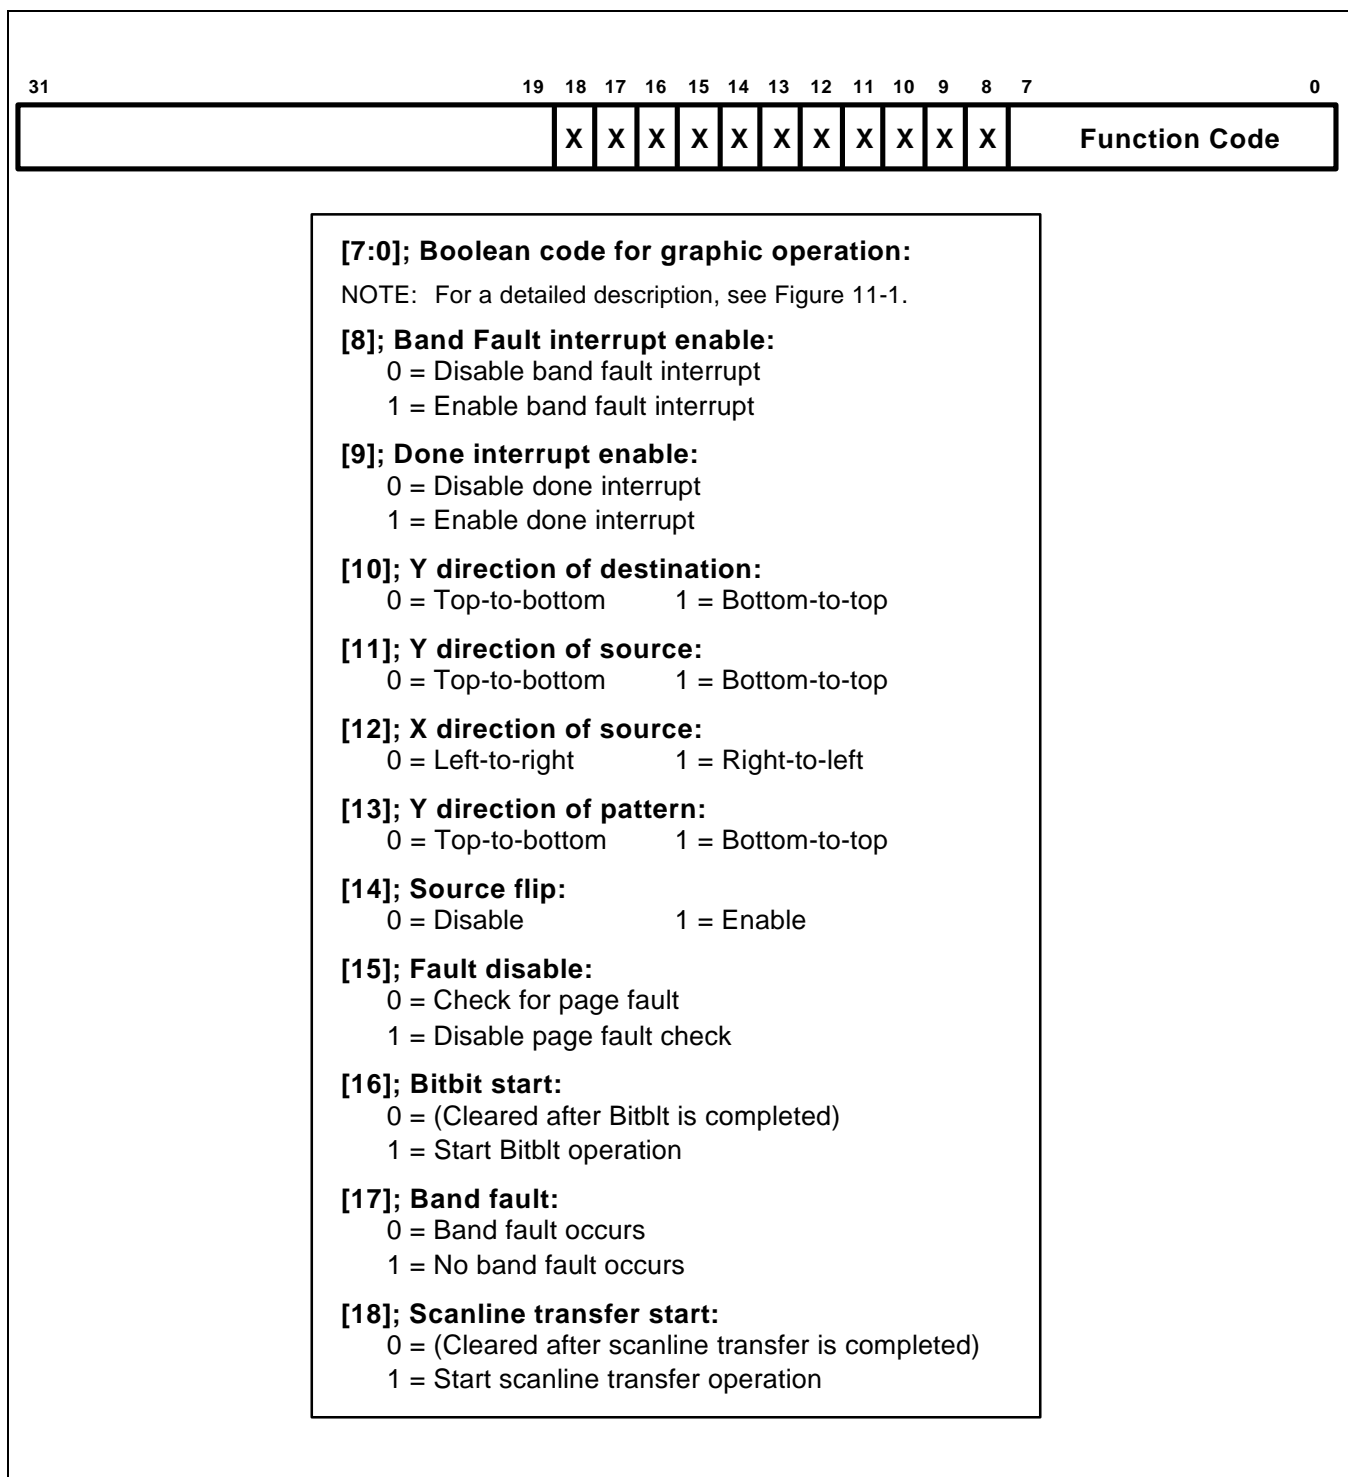 31 19 18 17 16 15 14 13 12 11 10 9 8 7 0
X X X X X X X X X X X Function Code
[7:0]; Boolean code for graphic operation:
NOTE: For a detailed description, see Figure 11-1.
[8]; Band Fault interrupt enable:
0 = Disable band fault interrupt
1 = Enable band fault interrupt
[9]; Done interrupt enable:
0 = Disable done interrupt
1 = Enable done interrupt
[10]; Y direction of destination:
0 = Top-to-bottom 1 = Bottom-to-top
[11]; Y direction of source:
0 = Top-to-bottom 1 = Bottom-to-top
[12]; X direction of source:
0 = Left-to-right 1 = Right-to-left
[13]; Y direction of pattern:
0 = Top-to-bottom 1 = Bottom-to-top
[14]; Source flip:
0 = Disable 1 = Enable
[15]; Fault disable:
0 = Check for page fault
1 = Disable page fault check
[16]; Bitbit start:
0 = (Cleared after Bitblt is completed)
1 = Start Bitblt operation
[17]; Band fault:
0 = Band fault occurs
1 = No band fault occurs
[18]; Scanline transfer start:
0 = (Cleared after scanline transfer is completed)
1 = Start scanline transfer operation